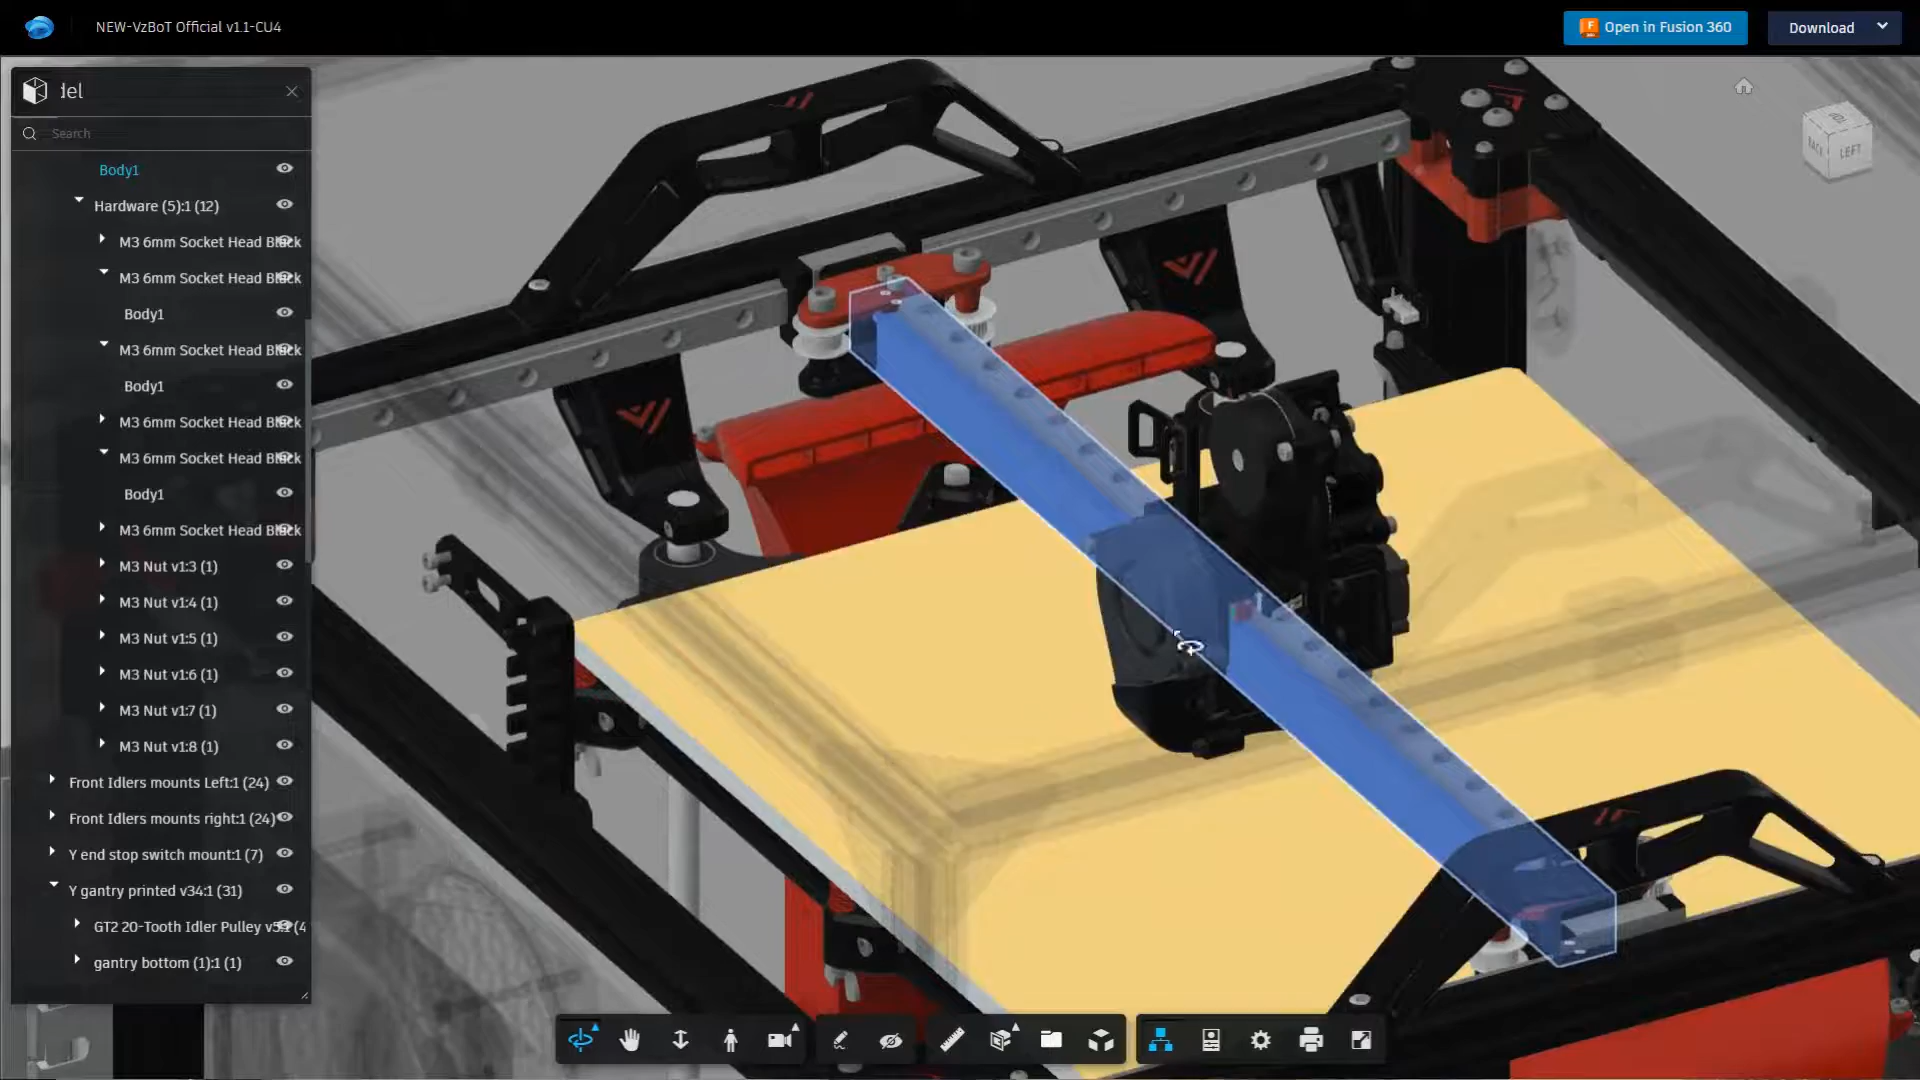 NEW-VzBoT Official v1.1-CU4
Open in Fusion 360
Download
del
Search
Body1
Hardware (5):1 (12)
M3 6mm Socket Head Black
M3 6mm Socket Head Black
Body1
M3 6mm Socket Head Black
Body1
M3 6mm Socket Head Black
M3 6mm Socket Head Black
Body1
M3 6mm Socket Head Black
M3 Nut v1:3 (1)
M3 Nut v1:4 (1)
M3 Nut v1:5 (1)
M3 Nut v1:6 (1)
M3 Nut v1:7 (1)
M3 Nut v1:8 (1)
Front Idlers mounts Left:1 (24)
Front Idlers mounts right:1 (24)
Y end stop switch mount:1 (7)
Y gantry printed v34:1 (31)
GT2 20-Tooth Idler Pulley v5:1 (4
gantry bottom (1):1 (1)
TOP
BACK
LEFT